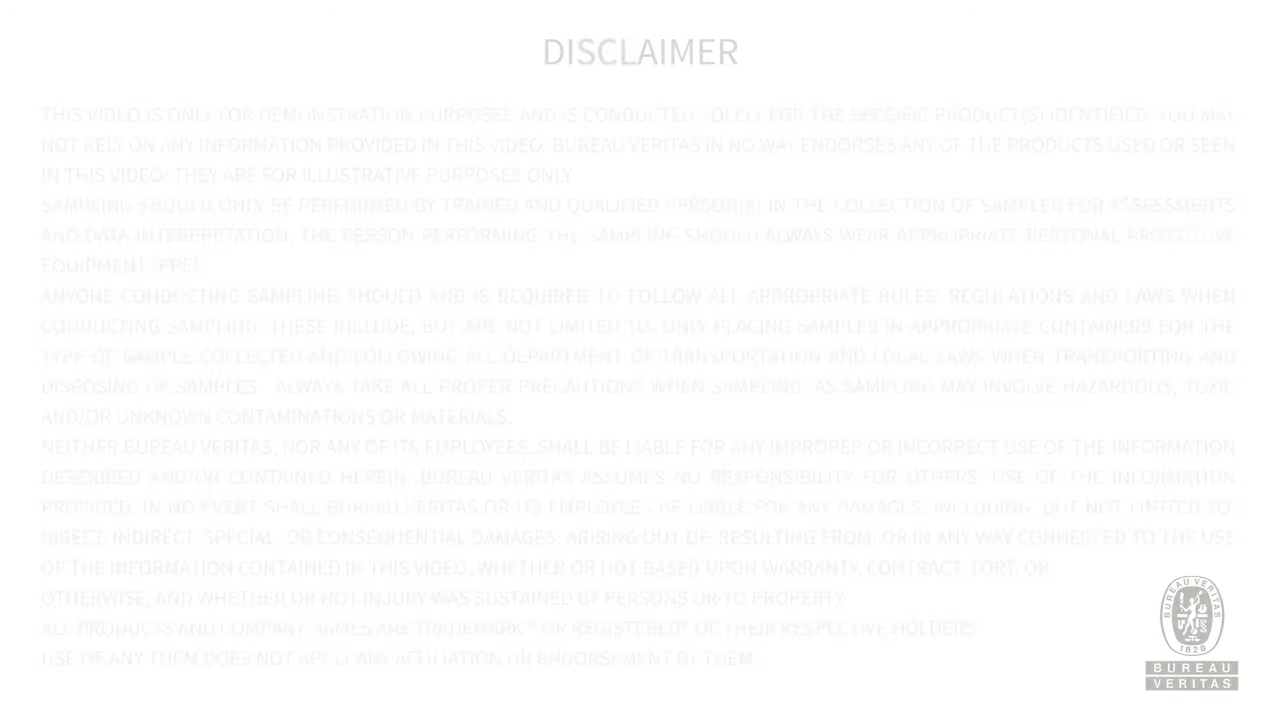 DISCLAIMER
THIS VIDEO IS ONLY FOR DEMONSTRATION PURPOSES AND IS CONDUCTED SOLELY FOR THE SPECIFIC PRODUCT(S) IDENTIFIED. YOU MAY
NOT RELY ON ANY INFORMATION PROVIDED IN THIS VIDEO. BUREAU VERITAS IN NO WAY ENDORSES ANY OF THE PRODUCTS USED OR SEEN
IN THIS VIDEO. THEY ARE FOR ILLUSTRATIVE PURPOSES ONLY.
SAMPLING SHOULD ONLY BE PERFORMED BY TRAINED AND QUALIFIED PERSON(S) IN THE COLLECTION OF SAMPLES FOR ASSESSMENTS
AND DATA INTERPRETATION. THE PERSON PERFORMING THE SAMPLING SHOULD ALWAYS WEAR APPROPRIATE PERSONAL PROTECTIVE
EQUIPMENT (PPE).
ANYONE CONDUCTING SAMPLING SHOULD AND IS REQUIRED TO FOLLOW ALL APPROPRIATE RULES, REGULATIONS AND LAWS WHEN
CONDUCTING SAMPLING. THESE INCLUDE, BUT ARE NOT LIMITED TO, ONLY PLACING SAMPLES IN APPROPRIATE CONTAINERS FOR THE
TYPE OF SAMPLE COLLECTED AND FOLLOWING ALL DEPARTMENT OF TRANSPORTATION AND LOCAL LAWS WHEN TRANSPORTING AND
DISPOSING OF SAMPLES. ALWAYS TAKE ALL PROPER PRECAUTIONS WHEN SAMPLING, AS SAMPLING MAY INVOLVE HAZARDOUS, TOXIC
AND/OR UNKNOWN CONTAMINATIONS OR MATERIALS.
NEITHER BUREAU VERITAS, NOR ANY OF ITS EMPLOYEES, SHALL BE LIABLE FOR ANY IMPROPER OR INCORRECT USE OF THE INFORMATION
DESCRIBED AND/OR CONTAINED HEREIN. BUREAU VERITAS ASSUMES NO RESPONSIBILITY FOR OTHERS' USE OF THE INFORMATION
PROVIDED. IN NO EVENT SHALL BUREAU VERITAS OR ITS EMPLOYEES BE LIABLE FOR ANY DAMAGES, INCLUDING, BUT NOT LIMITED TO,
DIRECT, INDIRECT, SPECIAL, OR CONSEQUENTIAL DAMAGES, ARISING OUT OF, RESULTING FROM, OR IN ANY WAY CONNECTED TO THE USE
OF THE INFORMATION CONTAINED IN THIS VIDEO, WHETHER OR NOT BASED UPON WARRANTY, CONTRACT, TORT, OR
OTHERWISE, AND WHETHER OR NOT INJURY WAS SUSTAINED BY PERSONS OR TO PROPERTY.
ALL PRODUCTS AND COMPANY NAMES ARE TRADEMARK™ OR REGISTERED® OF THEIR RESPECTIVE HOLDERS.
USE OF ANY THEM DOES NOT APPLY ANY AFFILIATION OR ENDORSEMENT BY THEM.
BUREAU VERITAS
1828
BUREAU
VERITAS